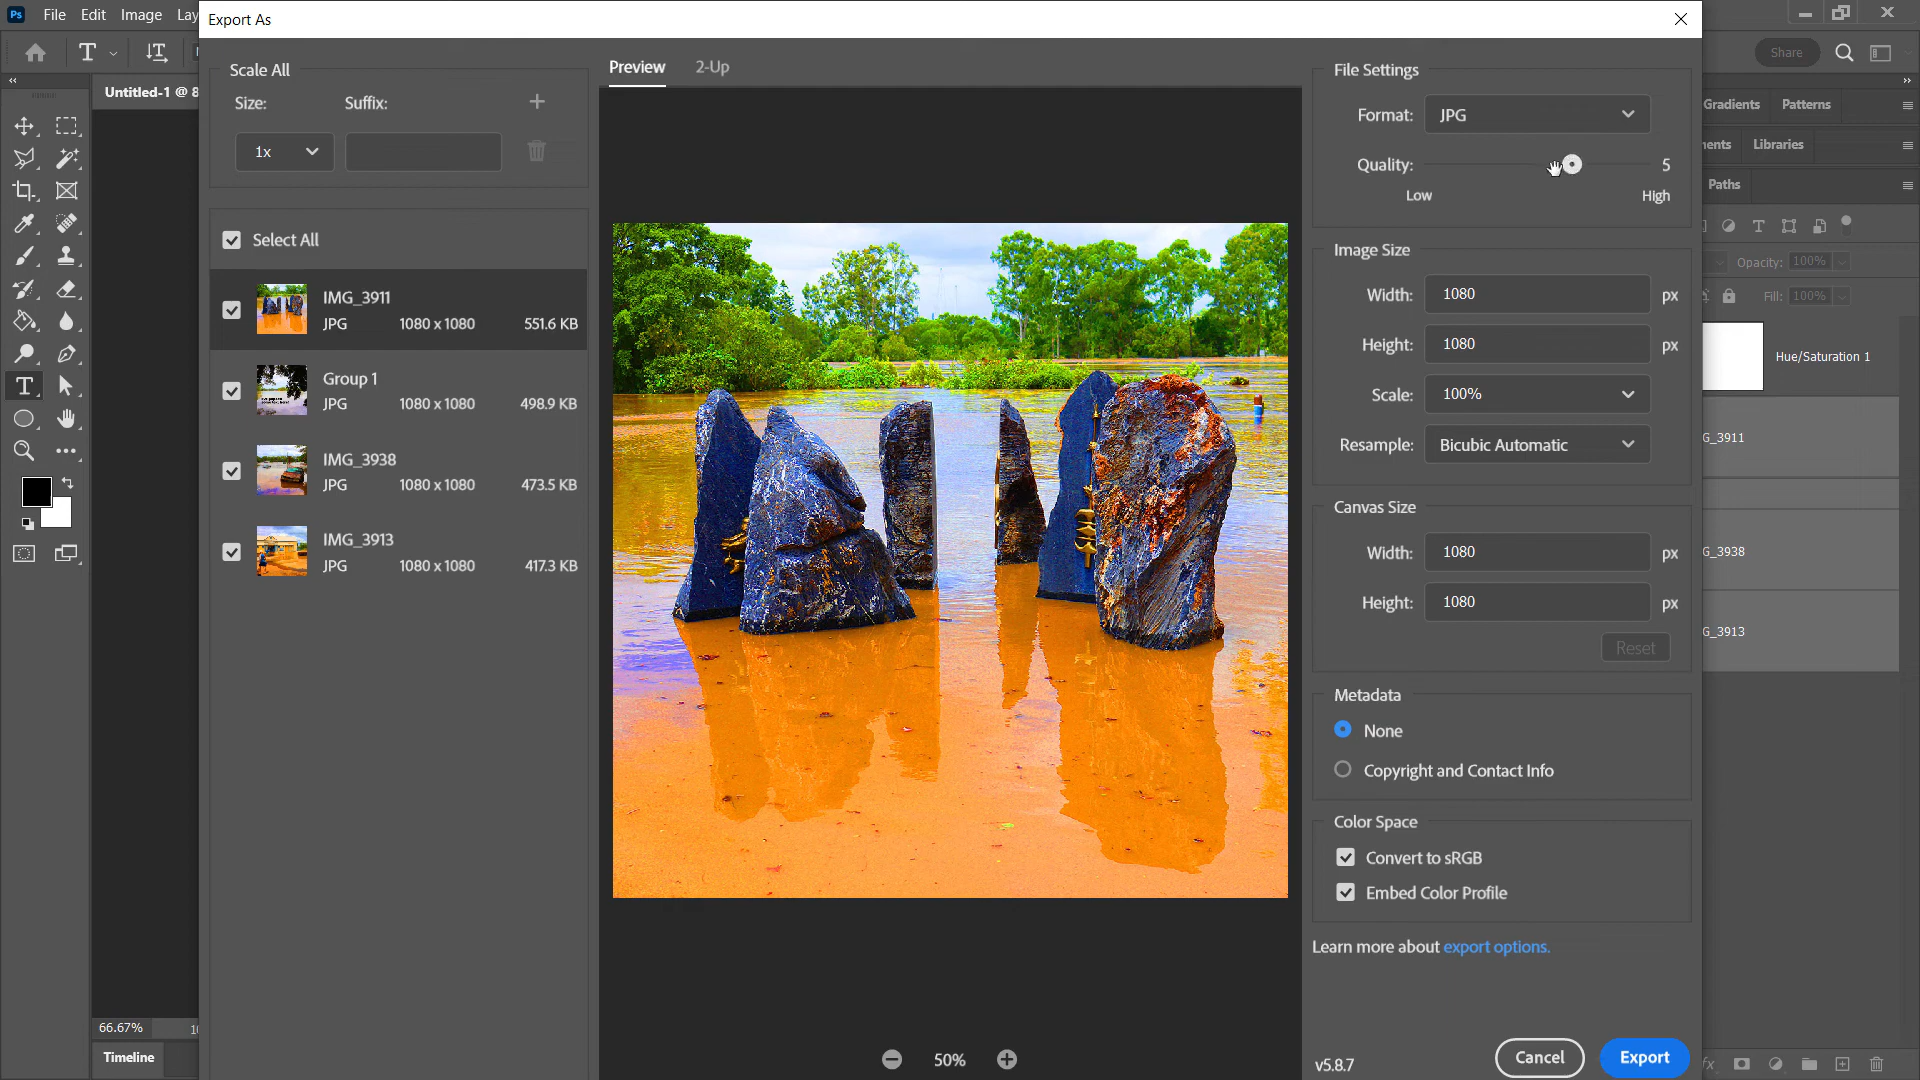 Ps File Edit Image Lay
Export As
Share
Untitled-1 @ 8
Scale All
Size: Suffix:
1x
Select All
IMG_3911
JPG 1080 x 1080 551.6 KB
Group 1
JPG 1080 x 1080 498.9 KB
IMG_3938
JPG 1080 x 1080 473.5 KB
IMG_3913
JPG 1080 x 1080 417.3 KB
Preview 2-Up
50%
File Settings
Format: JPG
Quality: 5
Low High
Image Size
Width: 1080 px
Height: 1080 px
Scale: 100%
Resample: Bicubic Automatic
Canvas Size
Width: 1080 px
Height: 1080 px
Reset
Metadata
None
Copyright and Contact Info
Color Space
Convert to sRGB
Embed Color Profile
Learn more about export options.
v5.8.7 Cancel Export
Gradients Patterns
ments Libraries
Paths
Opacity: 100%
Fill: 100%
Hue/Saturation 1
G_3911
G_3938
G_3913
66.67%
Timeline